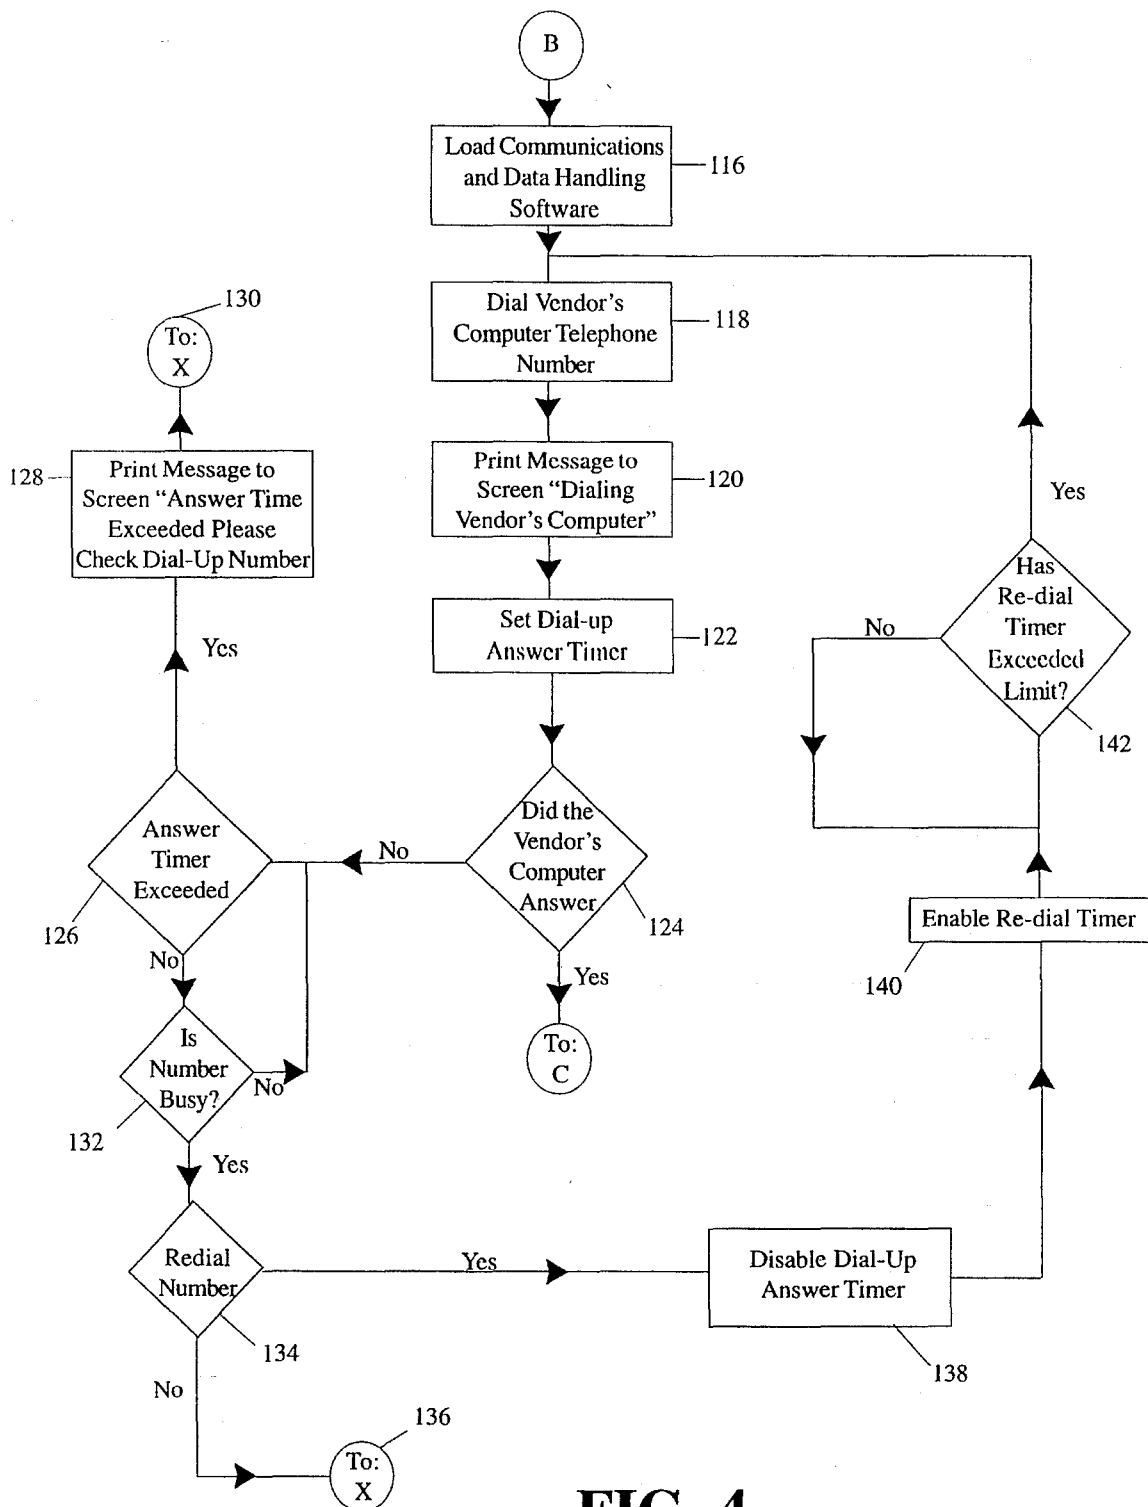 B
Load Communications
and Data Handling
Software
116
130
To:
X
Dial Vendor's
Computer Telephone
Number
118
128
Print Message to
Screen “Answer Time
Exceeded Please
Check Dial-Up Number
Print Message to
Screen “Dialing
Vendor's Computer”
120
Yes
Has
Re-dial
Timer
Exceeded
Limit?
No
142
Set Dial-up
Answer Timer
122
Yes
Answer
Timer
Exceeded
126
No
Did the
Vendor's
Computer
Answer
124
Enable Re-dial Timer
140
No
Yes
To:
C
Is
Number
Busy?
No
132
Yes
Redial
Number
134
Yes
Disable Dial-Up
Answer Timer
138
No
136
To:
X
FIG. 4